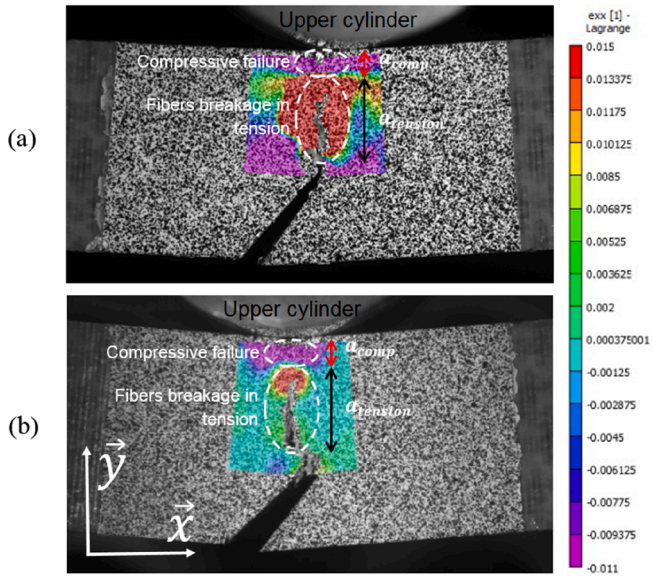 Upper cylinder
Compressive failure
a_comp.
Fibers breakage in
tension
a_tension
(a)
Upper cylinder
Compressive failure
a_comp.
Fibers breakage in
tension
a_tension
(b)
y
x
exx [1] -
Lagrange
0.015
0.013375
0.01175
0.010125
0.0085
0.006875
0.00525
0.003625
0.002
0.000375001
-0.00125
-0.002875
-0.0045
-0.006125
-0.00775
-0.009375
-0.011